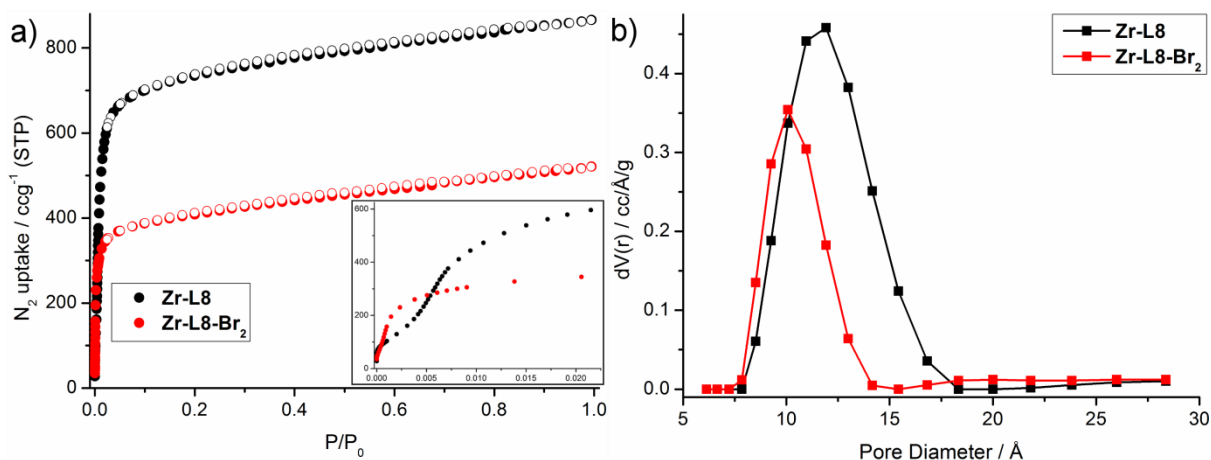 a)
N₂ uptake / ccg⁻¹ (STP)
800
600
400
200
0
Zr-L8
Zr-L8-Br₂
600
500
400
300
200
100
0
0.000 0.005 0.010 0.015 0.020
0.0 0.2 0.4 0.6 0.8 1.0
P/P₀
b)
Zr-L8
Zr-L8-Br₂
dV(r) / cc/Å/g
0.4
0.3
0.2
0.1
0.0
5 10 15 20 25 30
Pore Diameter / Å